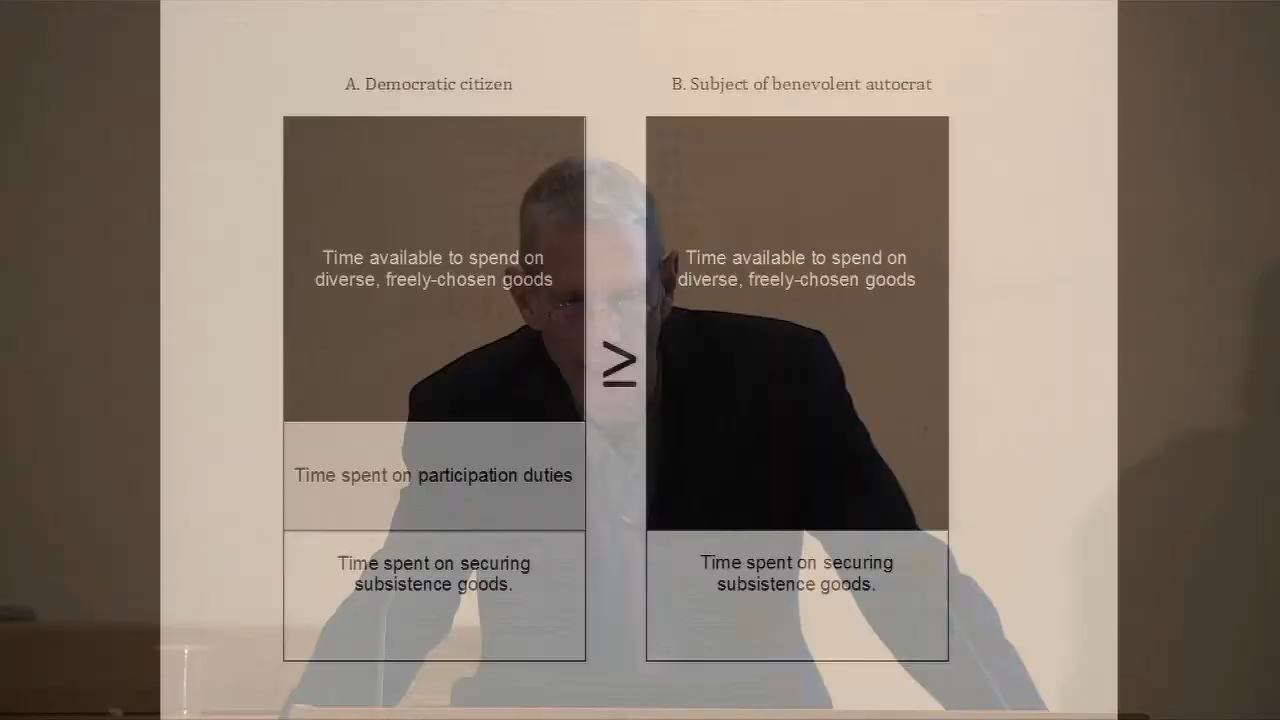 A. Democratic citizen
B. Subject of benevolent autocrat
Time available to spend on
diverse, freely-chosen goods
Time available to spend on
diverse, freely-chosen goods
≥
Time spent on participation duties
Time spent on securing
subsistence goods.
Time spent on securing
subsistence goods.